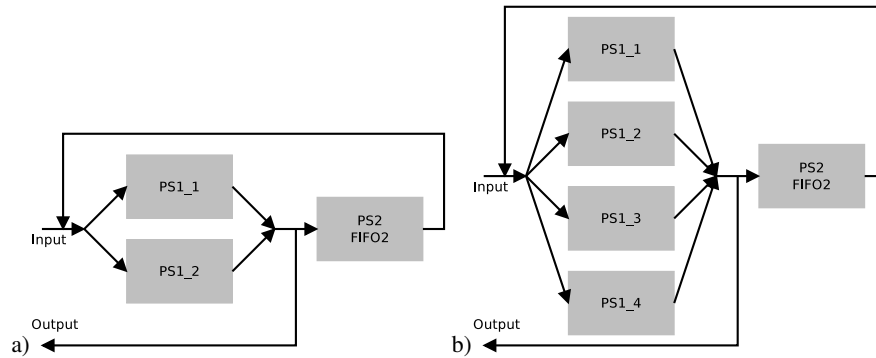 PS1_1
PS1_2
PS2
FIFO2
Input
Output
a)
PS1_1
PS1_2
PS1_3
PS1_4
PS2
FIFO2
Input
Output
b)